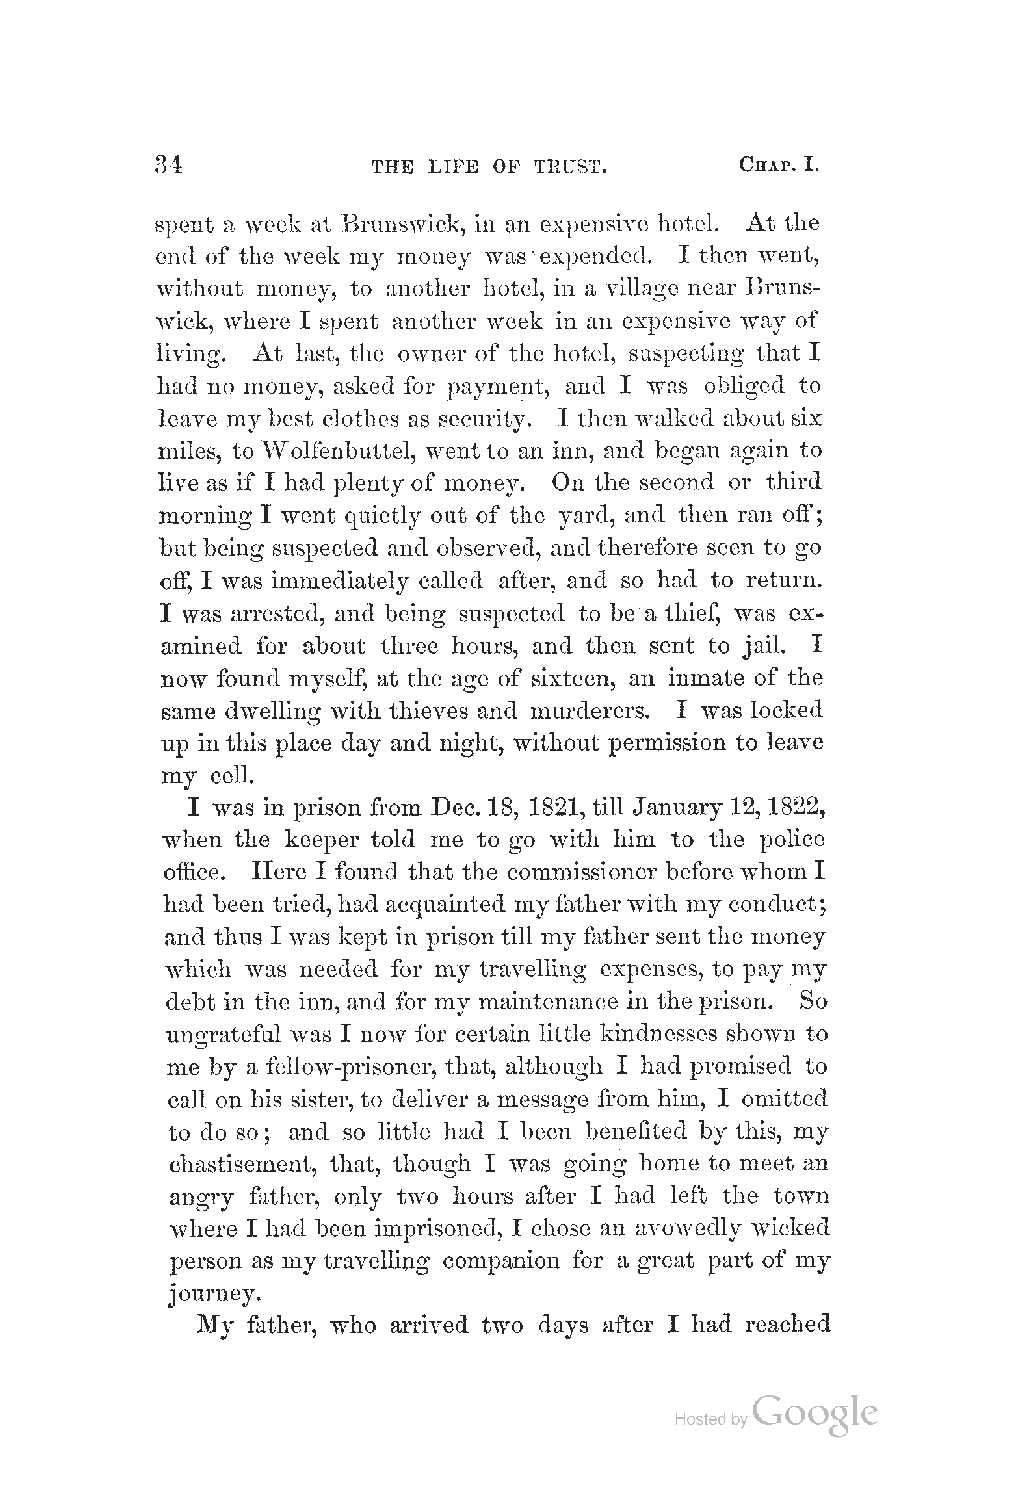 34 THE LIFE OF TRUST. CHAP. I.
spent a week at Brunswick, in an expensive hotel. At the
end of the week my money was expended. I then went,
without money, to another hotel, in a village near Bruns-
wick, where I spent another week in an expensive way of
living. At last, the owner of the hotel, suspecting that I
had no money, asked for payment, and I was obliged to
leave my best clothes as security. I then walked about six
miles, to Wolfenbuttel, went to an inn, and began again to
live as if I had plenty of money. On the second or third
morning I went quietly out of the yard, and then ran off;
but being suspected and observed, and therefore seen to go
off, I was immediately called after, and so had to return.
I was arrested, and being suspected to be a thief, was ex-
amined for about three hours, and then sent to jail. I
now found myself, at the age of sixteen, an inmate of the
same dwelling with thieves and murderers. I was locked
up in this place day and night, without permission to leave
my cell.
I was in prison from Dec. 18, 1821, till January 12, 1822,
when the keeper told me to go with him to the police
office. Here I found that the commissioner before whom I
had been tried, had acquainted my father with my conduct;
and thus I was kept in prison till my father sent the money
which was needed for my travelling expenses, to pay my
debt in the inn, and for my maintenance in the prison. So
ungrateful was I now for certain little kindnesses shown to
me by a fellow-prisoner, that, although I had promised to
call on his sister, to deliver a message from him, I omitted
to do so; and so little had I been benefited by this, my
chastisement, that, though I was going home to meet an
angry father, only two hours after I had left the town
where I had been imprisoned, I chose an avowedly wicked
person as my travelling companion for a great part of my
journey.
My father, who arrived two days after I had reached
Hosted by Google